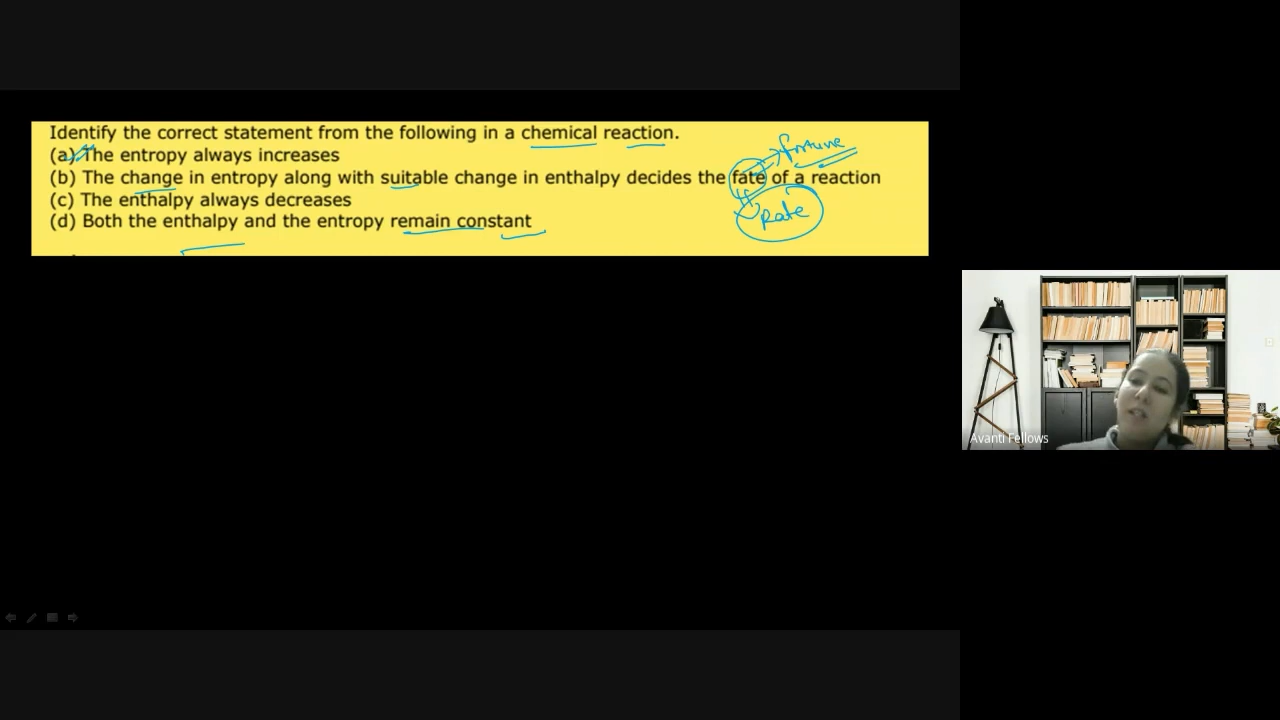 Identify the correct statement from the following in a chemical reaction.
(a) The entropy always increases
(b) The change in entropy along with suitable change in enthalpy decides the fate of a reaction
(c) The enthalpy always decreases
(d) Both the enthalpy and the entropy remain constant
fortune
Rate
Avanti Fellows